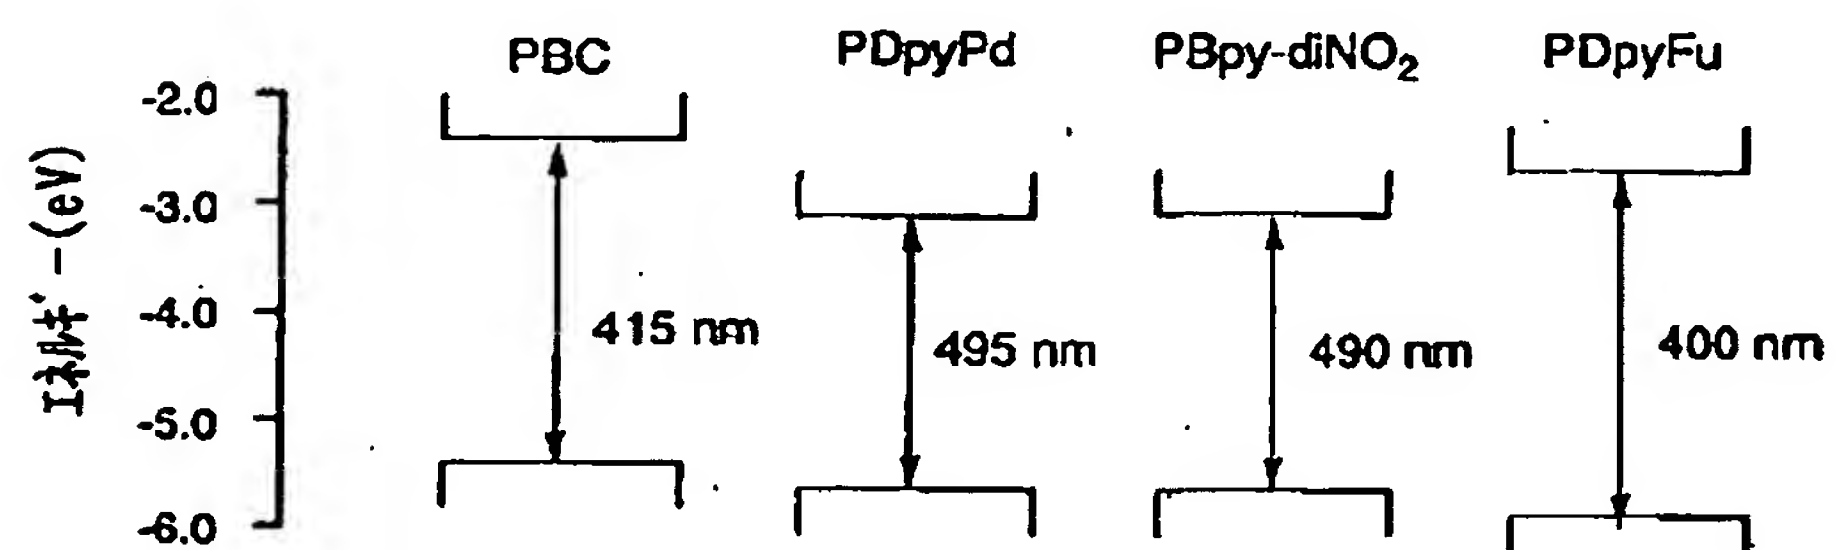 PBC
PDpyPd
PBpy-diNO₂
PDpyFu
-2.0
-3.0
-4.0
-5.0
-6.0
エネルギー(eV)
415 nm
495 nm
490 nm
400 nm